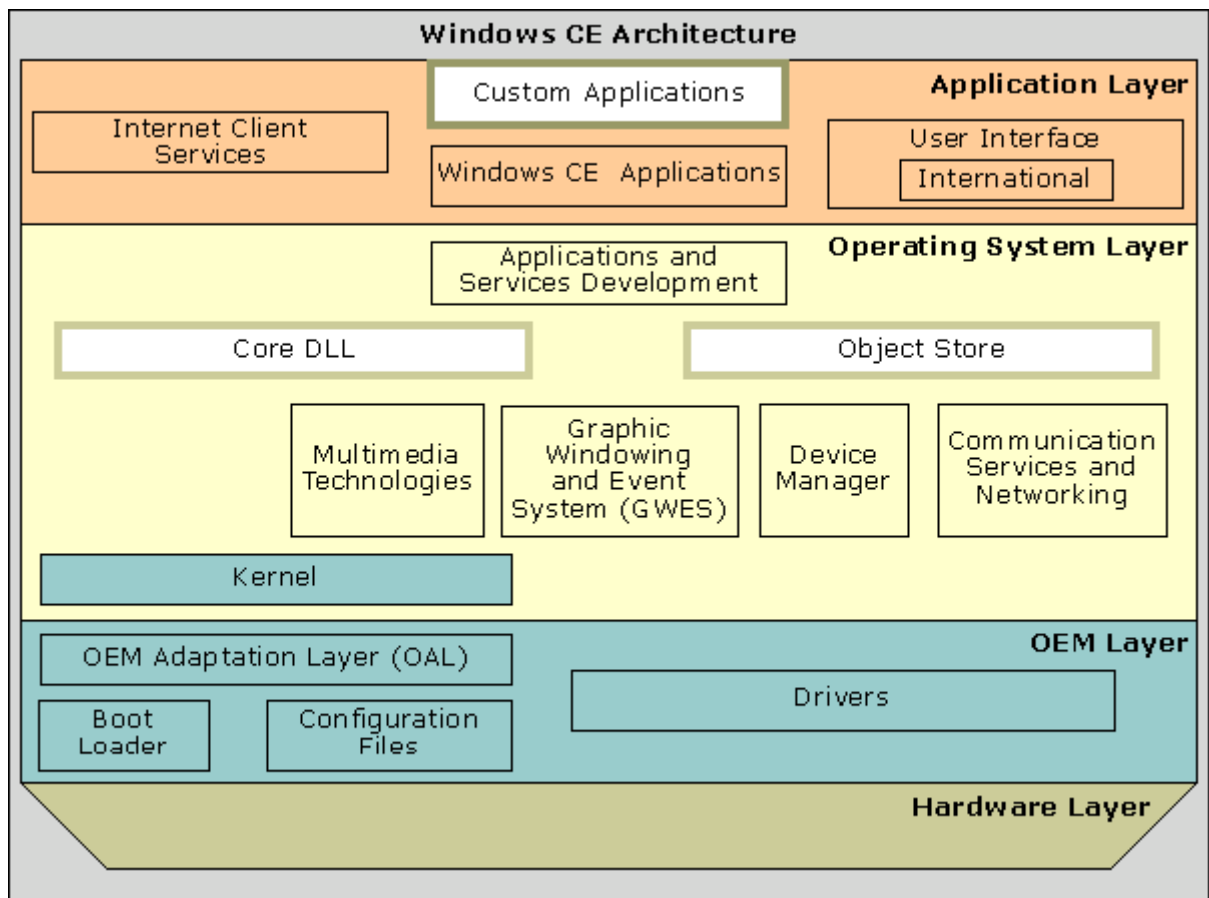 Windows CE Architecture
Application Layer
Custom Applications
Internet Client
Services
Windows CE Applications
User Interface
International
Operating System Layer
Applications and
Services Development
Core DLL
Object Store
Multimedia
Technologies
Graphic
Windowing
and Event
System (GWES)
Device
Manager
Communication
Services and
Networking
Kernel
OEM Layer
OEM Adaptation Layer (OAL)
Boot
Loader
Configuration
Files
Drivers
Hardware Layer